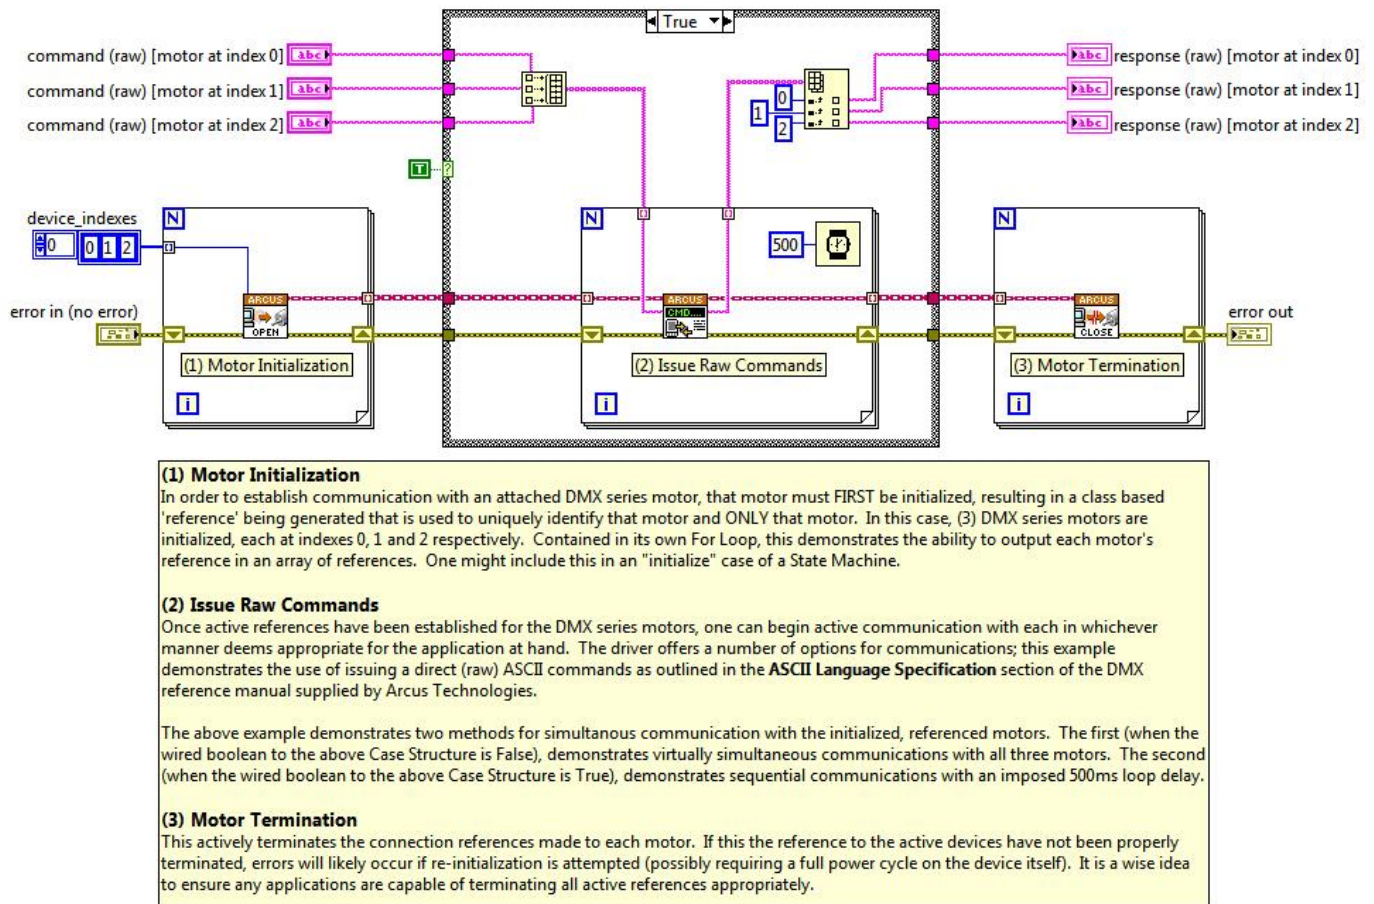 True
command (raw) [motor at index 0] abc
abc response (raw) [motor at index 0]
command (raw) [motor at index 1] abc
abc response (raw) [motor at index 1]
command (raw) [motor at index 2] abc
abc response (raw) [motor at index 2]
0
1
2
T
?
device_indexes
0 0 1 2
N
N
N
500
error in (no error)
ARCUS
OPEN
ARCUS
CMD...
ARCUS
CLOSE
error out
(1) Motor Initialization
(2) Issue Raw Commands
(3) Motor Termination
i
i
i
(1) Motor Initialization
In order to establish communication with an attached DMX series motor, that motor must FIRST be initialized, resulting in a class based
'reference' being generated that is used to uniquely identify that motor and ONLY that motor. In this case, (3) DMX series motors are
initialized, each at indexes 0, 1 and 2 respectively. Contained in its own For Loop, this demonstrates the ability to output each motor's
reference in an array of references. One might include this in an "initialize" case of a State Machine.
(2) Issue Raw Commands
Once active references have been established for the DMX series motors, one can begin active communication with each in whichever
manner deems appropriate for the application at hand. The driver offers a number of options for communications; this example
demonstrates the use of issuing a direct (raw) ASCII commands as outlined in the ASCII Language Specification section of the DMX
reference manual supplied by Arcus Technologies.
The above example demonstrates two methods for simultanous communication with the initialized, referenced motors. The first (when the
wired boolean to the above Case Structure is False), demonstrates virtually simultaneous communications with all three motors. The second
(when the wired boolean to the above Case Structure is True), demonstrates sequential communications with an imposed 500ms loop delay.
(3) Motor Termination
This actively terminates the connection references made to each motor. If this the reference to the active devices have not been properly
terminated, errors will likely occur if re-initialization is attempted (possibly requiring a full power cycle on the device itself). It is a wise idea
to ensure any applications are capable of terminating all active references appropriately.